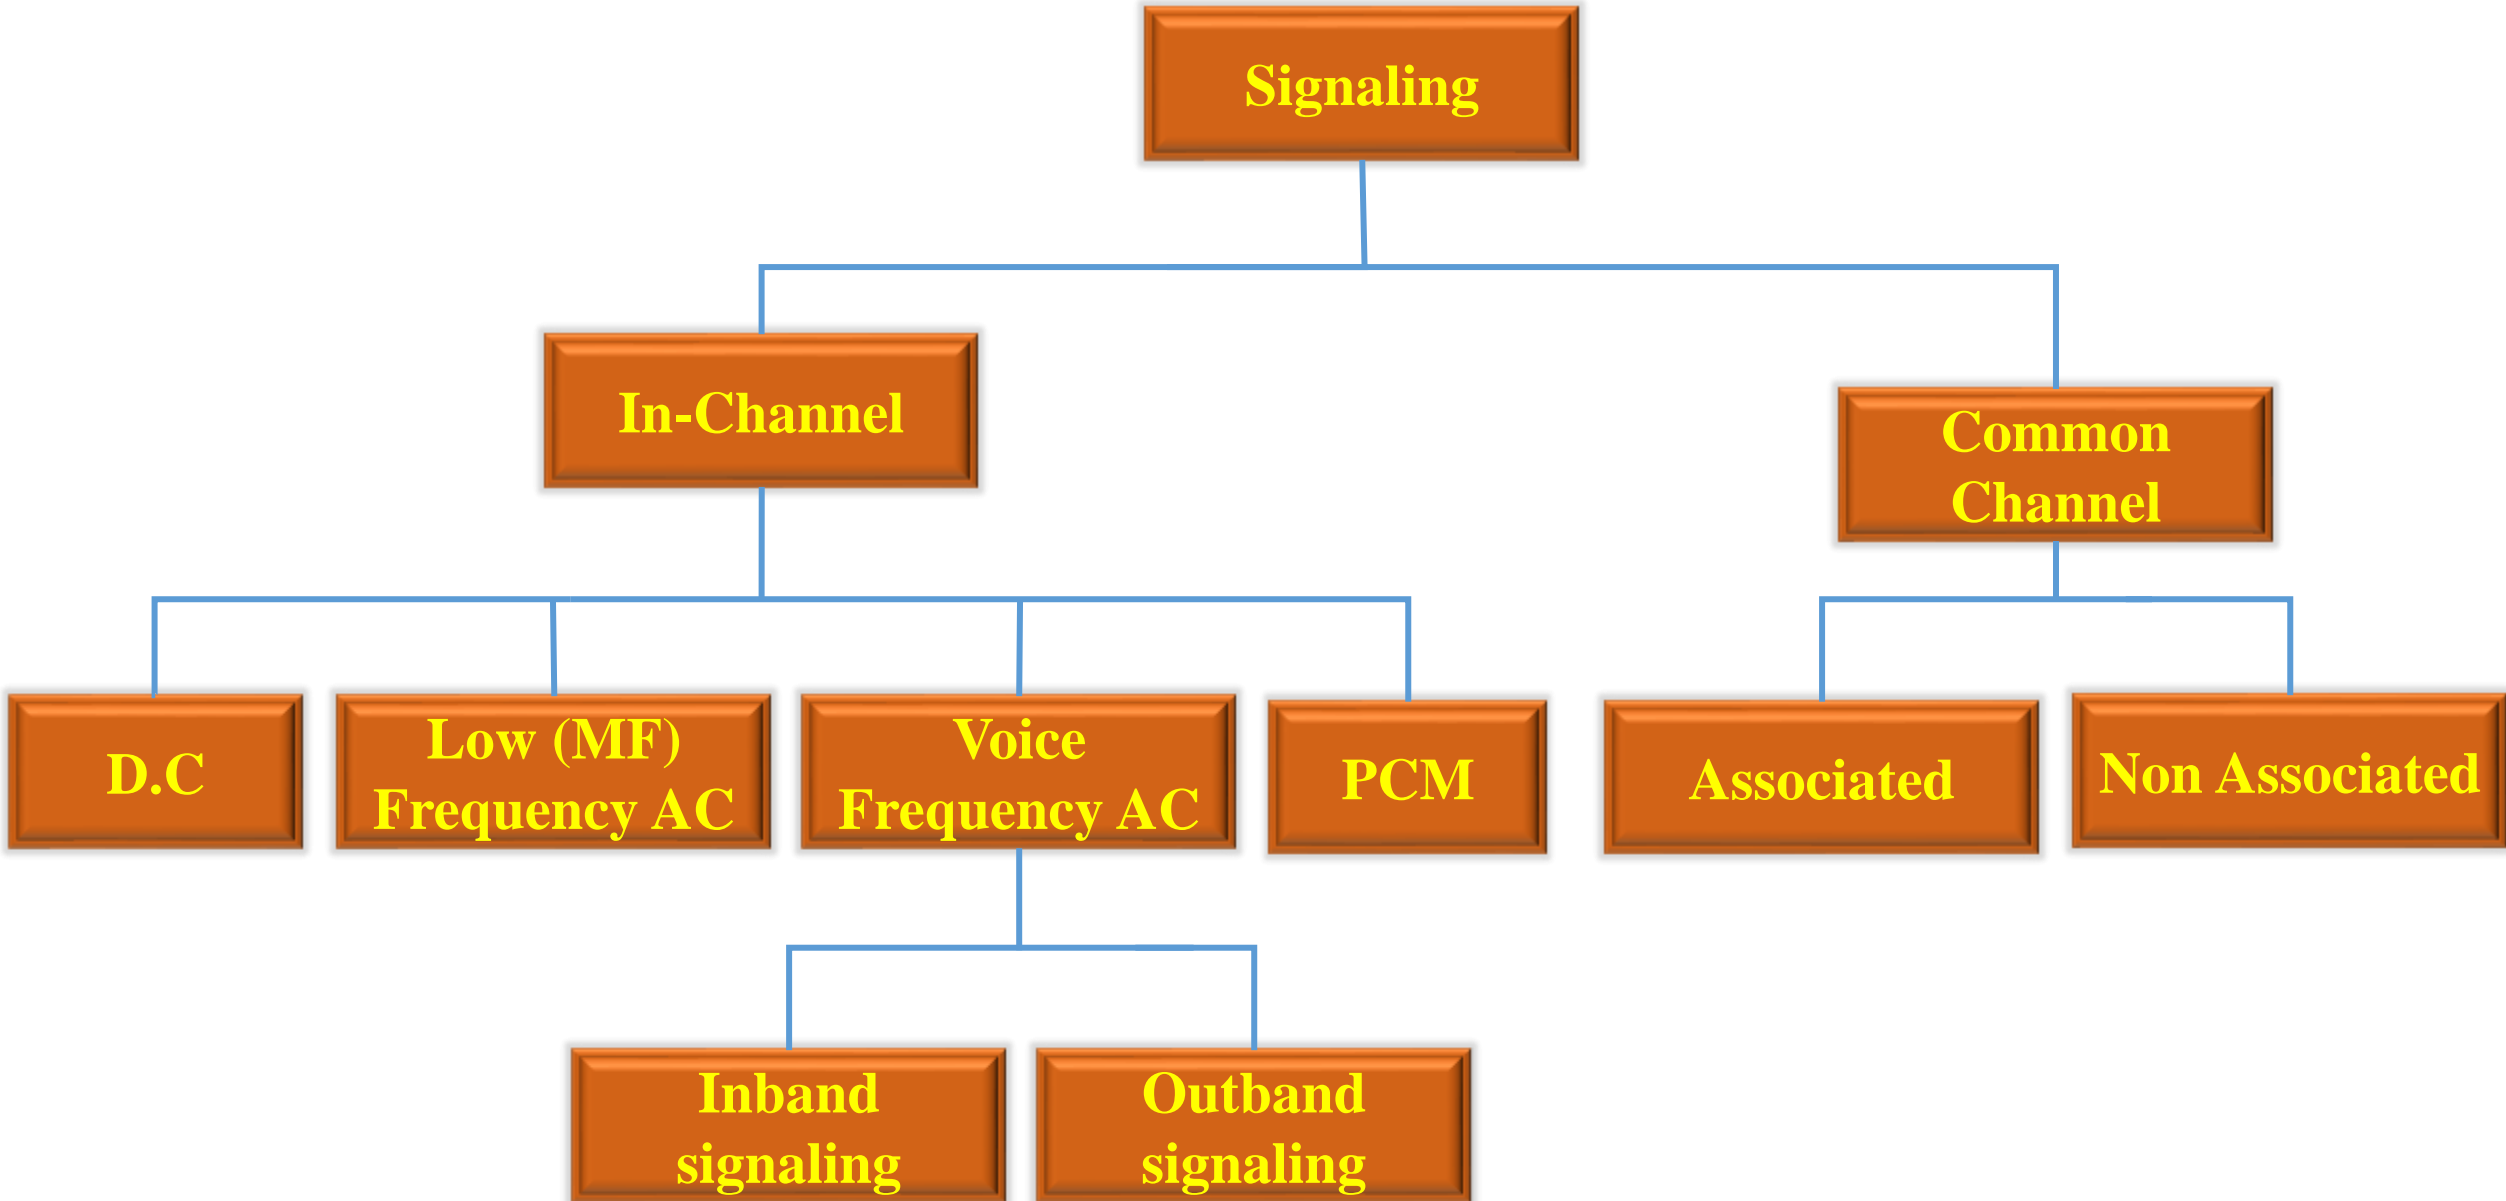 Signaling
In-Channel
Common
Channel
D.C
Low(MF)
Frequency AC
Voice
Frequency AC
PCM
Associated
Non Associated
Inband
signaling
Outband
signaling